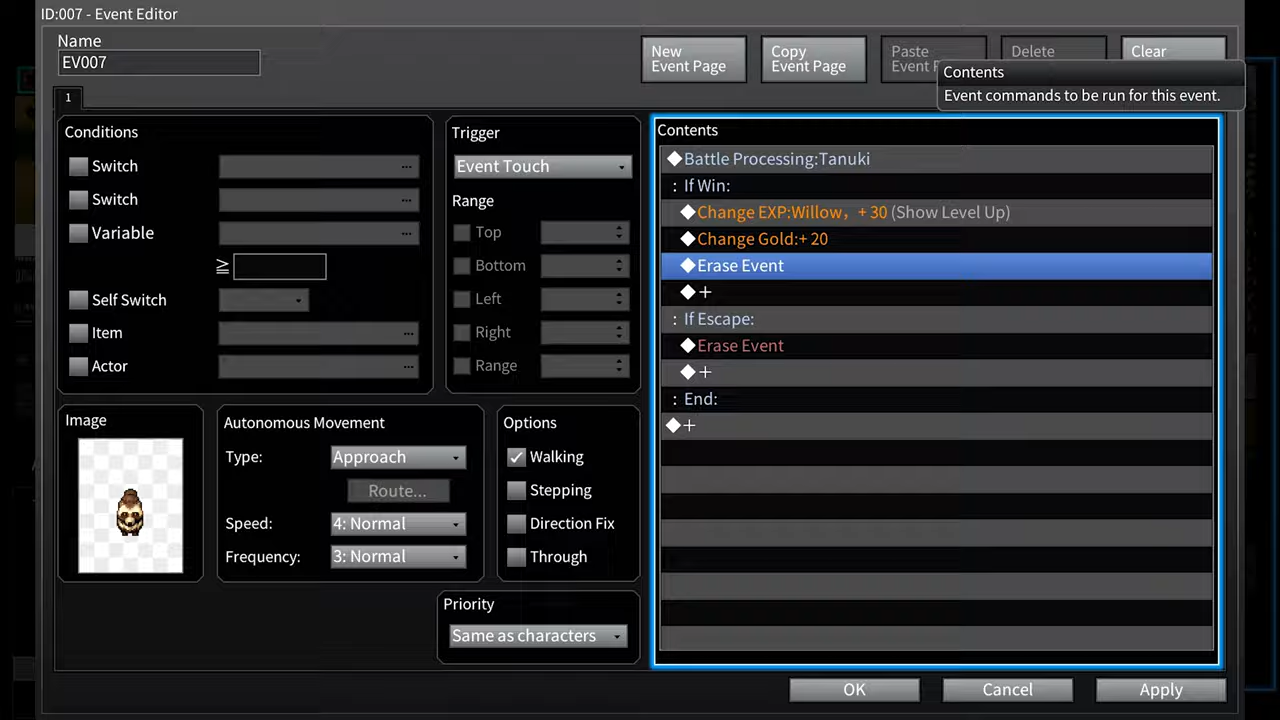 ID:007 - Event Editor
Name
EV007
New
Event Page
Copy
Event Page
Paste
Event P
Delete
Clear
Contents
Event commands to be run for this event.
1
Conditions
Switch
...
Switch
...
Variable
...
≧
Self Switch
Item
...
Actor
...
Trigger
Event Touch
Range
Top
Bottom
Left
Right
Range
Contents
◆Battle Processing:Tanuki
: If Win:
◆Change EXP:Willow, + 30 (Show Level Up)
◆Change Gold:+ 20
◆Erase Event
◆+
: If Escape:
◆Erase Event
◆+
: End:
◆+
Image
Autonomous Movement
Type:
Approach
Route...
Speed:
4: Normal
Frequency:
3: Normal
Options
Walking
Stepping
Direction Fix
Through
Priority
Same as characters
OK
Cancel
Apply